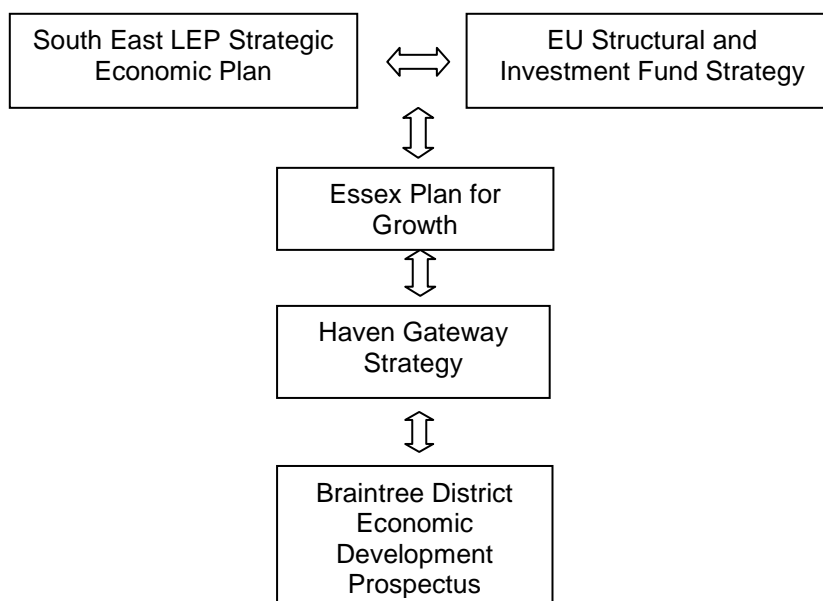 South East LEP Strategic
Economic Plan
EU Structural and
Investment Fund Strategy
Essex Plan for
Growth
Haven Gateway
Strategy
Braintree District
Economic
Development
Prospectus